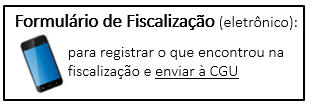 Formulário de Fiscalização (eletrônico):
para registrar o que encontrou na
fiscalização e enviar à CGU